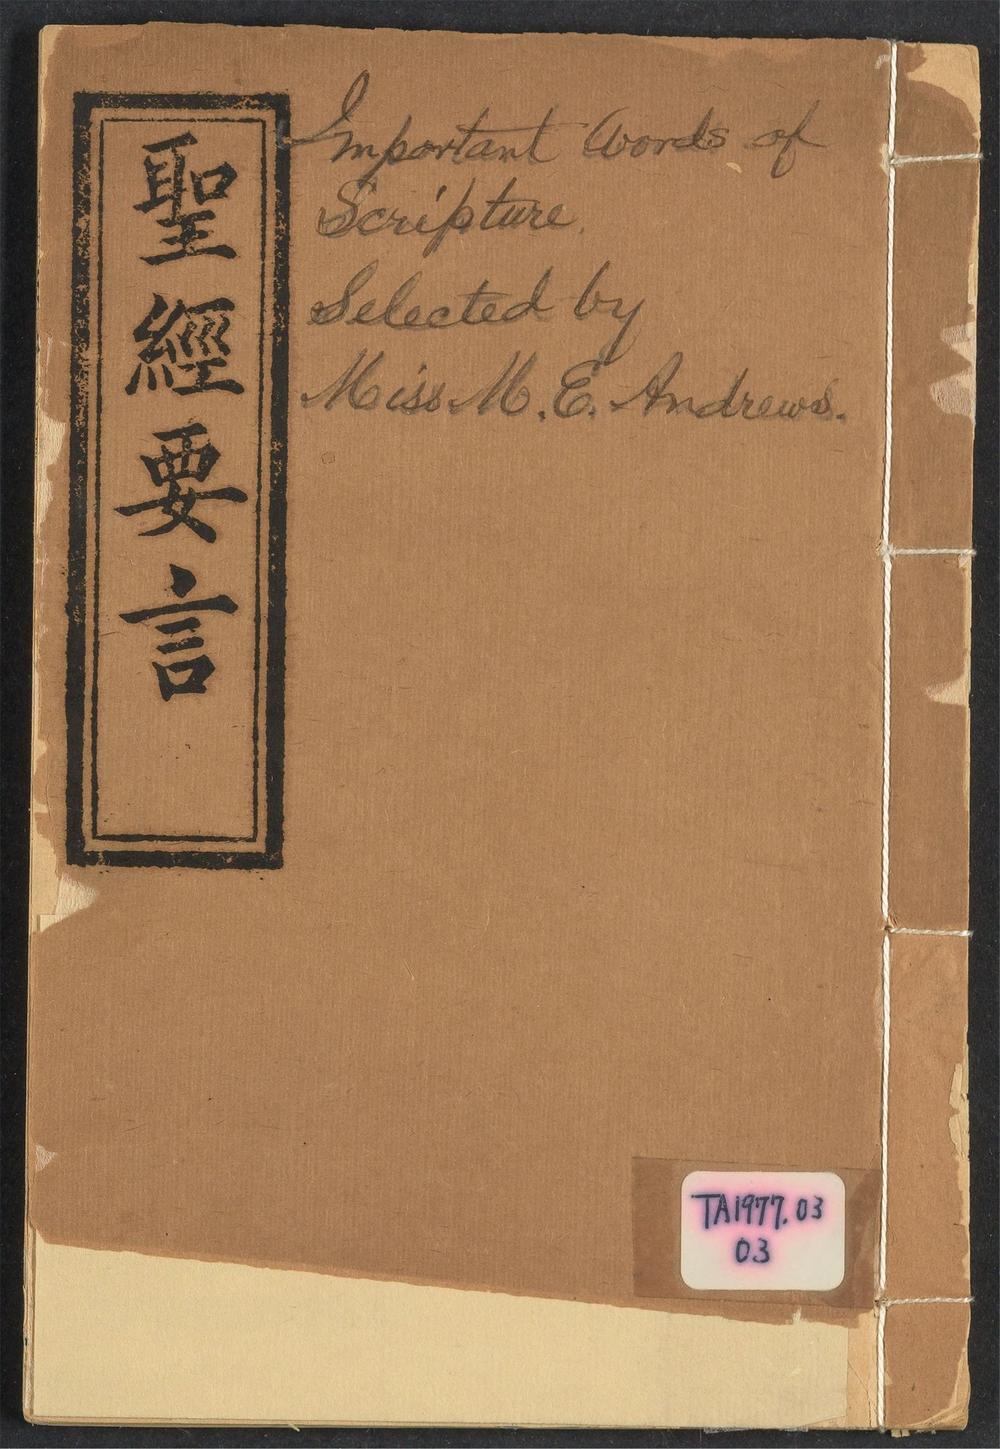 聖經要言
Important Words of
Scripture.
Selected by
Miss M. E. Andrews.
TA1977.03
03